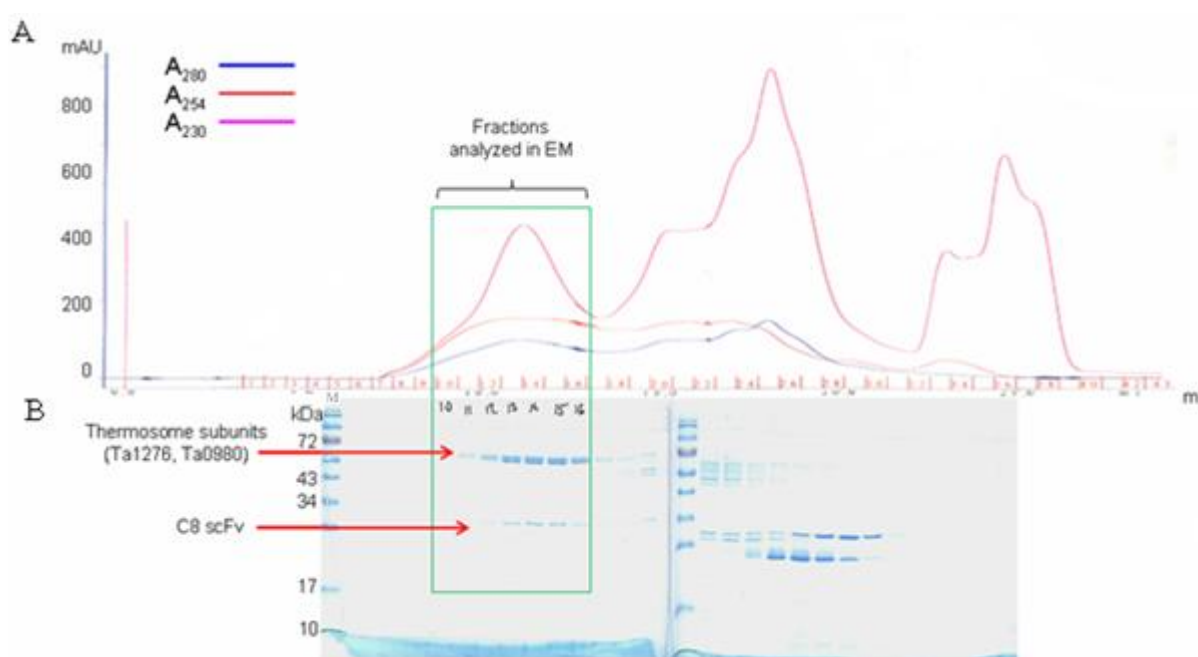 A
mAU
A280
A254
A230
800
600
400
200
0
Fractions
analyzed in EM
m
B
M
10 11 12 13 14 15 16
kDa
72
43
34
17
10
Thermosome subunits
(Ta1276, Ta0980)
C8 scFv